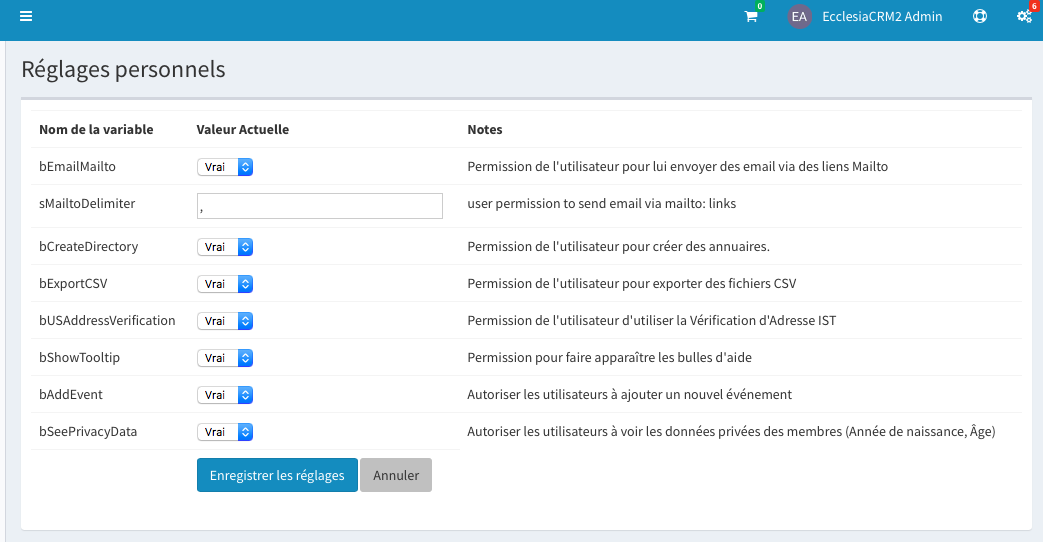 0
EA EcclesiaCRM2 Admin
6
Réglages personnels
Nom de la variable Valeur Actuelle Notes
bEmailMailto Vrai Permission de l'utilisateur pour lui envoyer des email via des liens Mailto
sMailtoDelimiter , user permission to send email via mailto: links
bCreateDirectory Vrai Permission de l'utilisateur pour créer des annuaires.
bExportCSV Vrai Permission de l'utilisateur pour exporter des fichiers CSV
bUSAddressVerification Vrai Permission de l'utilisateur d'utiliser la Vérification d'Adresse IST
bShowTooltip Vrai Permission pour faire apparaître les bulles d'aide
bAddEvent Vrai Autoriser les utilisateurs à ajouter un nouvel événement
bSeePrivacyData Vrai Autoriser les utilisateurs à voir les données privées des membres (Année de naissance, Âge)
Enregistrer les réglages Annuler